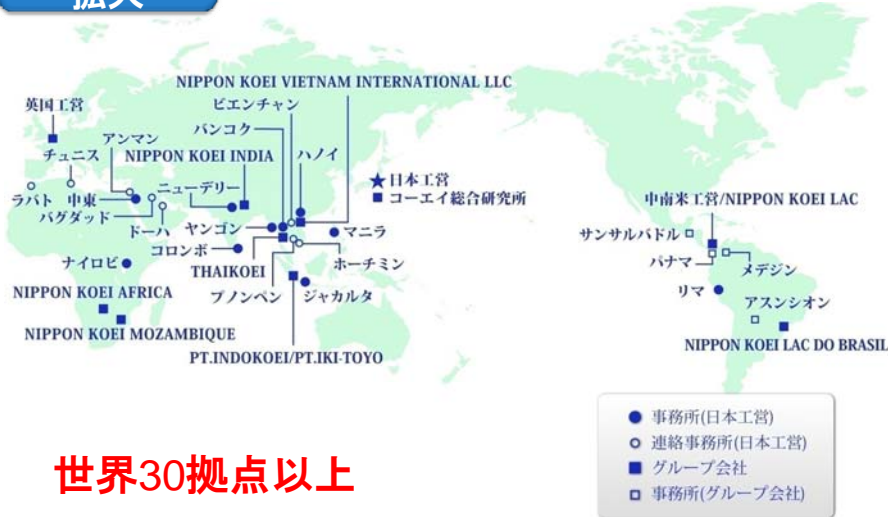 拡大
NIPPON KOEI VIETNAM INTERNATIONAL LLC
英国工営
ビエンチャン
バンコク
アンマン
チュニス
NIPPON KOEI INDIA
ハノイ
★日本工営
■コーエイ総合研究所
ラバト
中東
ニューデリー
バグダッド
ドーハ
ヤンゴン
マニラ
コロンボ
ナイロビ
THAIKOEI
ホーチミン
NIPPON KOEI AFRICA
プノンペン
ジャカルタ
NIPPON KOEI MOZAMBIQUE
PT.INDOKOEI/PT.IKI-TOYO
中南米工営/NIPPON KOEI LAC
サンサルバドル
パナマ
メデジン
リマ
アスンシオン
NIPPON KOEI LAC DO BRASIL
● 事務所(日本工営)
○ 連絡事務所(日本工営)
■ グループ会社
□ 事務所(グループ会社)
世界30拠点以上